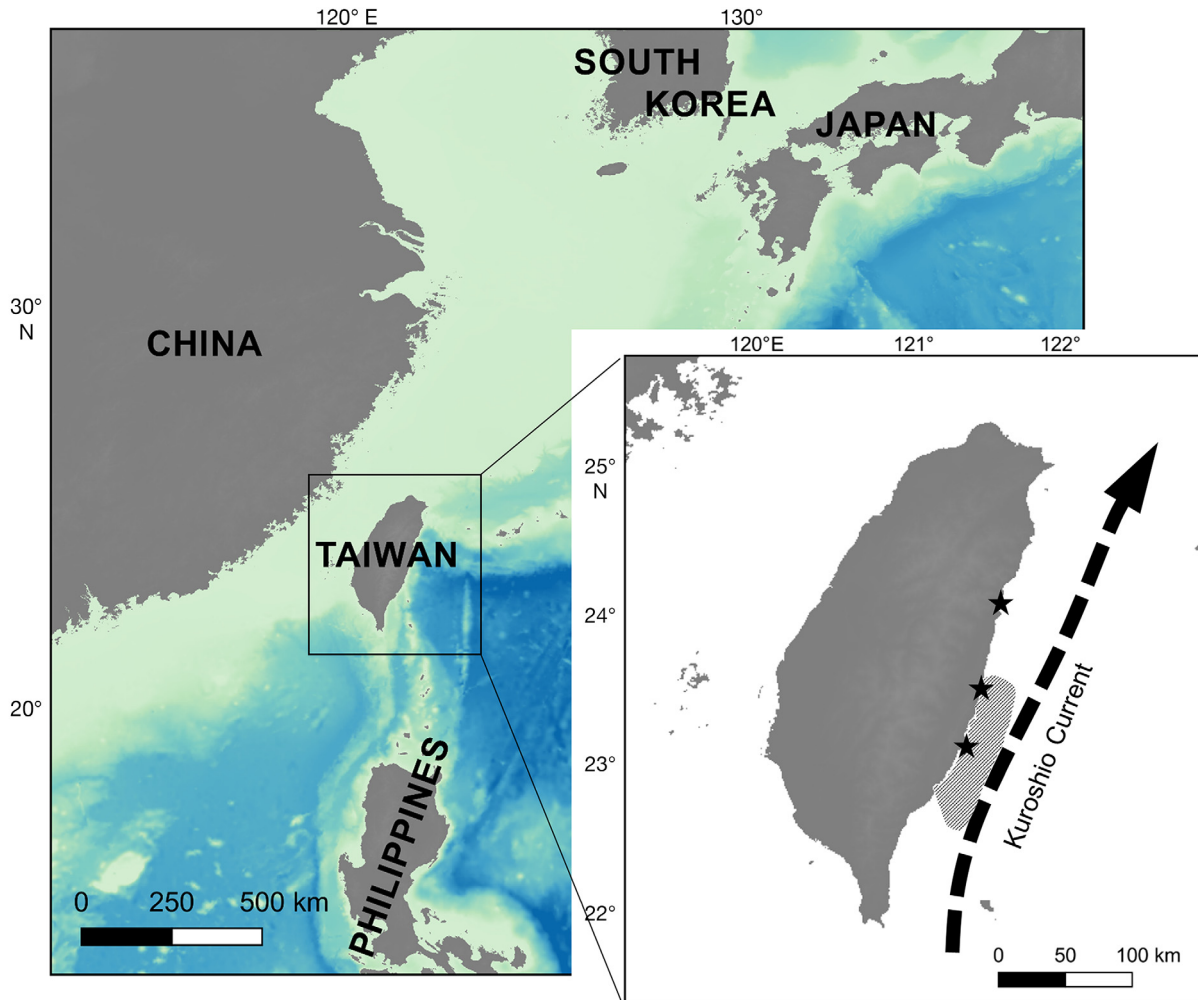 120° E
130°
SOUTH
KOREA
JAPAN
30°
N
CHINA
120°E
121°
122°
25°
N
TAIWAN
24°
20°
23°
Kuroshio Current
PHILIPPINES
22°
0 250 500 km
0 50 100 km